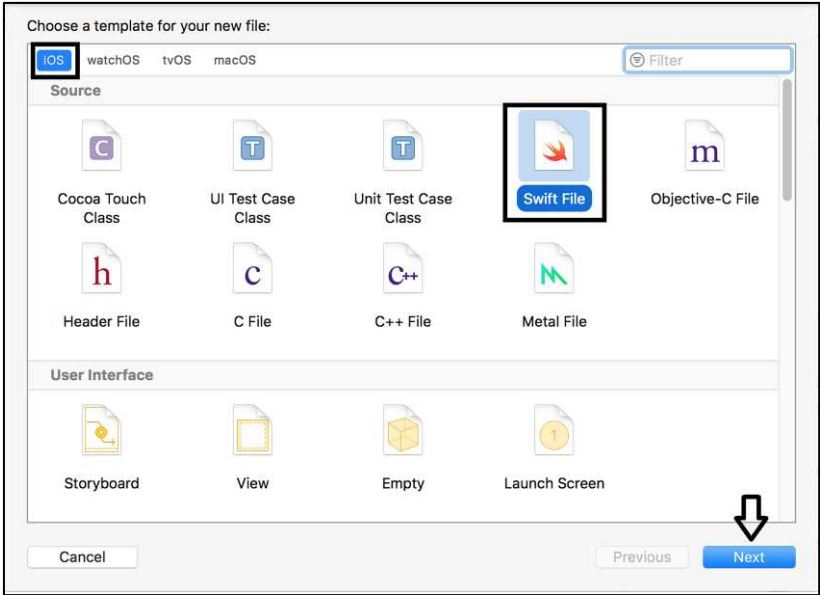 Choose a template for your new file:
iOS watchOS tvOS macOS Filter
Source
C T T m
Cocoa Touch Class
UI Test Case Class
Unit Test Case Class
Swift File
Objective-C File
h c C++
Header File
C File
C++ File
Metal File
User Interface
1
Storyboard
View
Empty
Launch Screen
Cancel Previous Next